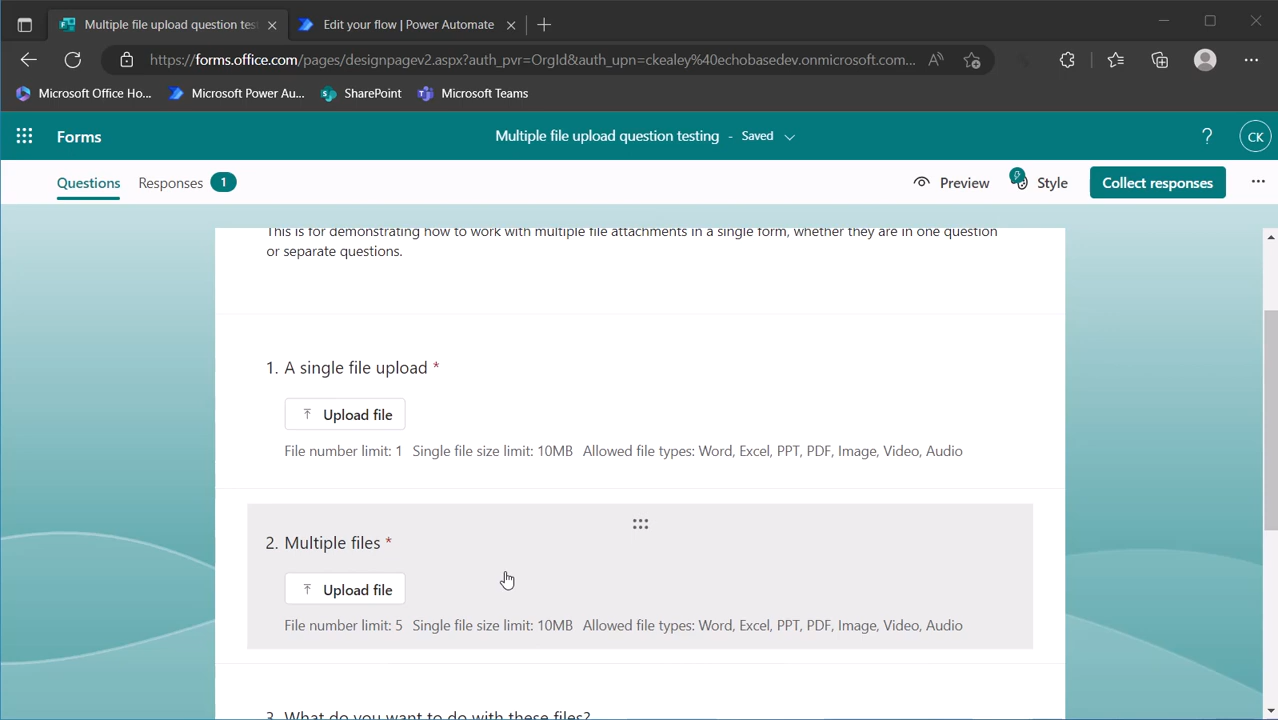 Multiple file upload question tes
Edit your flow | Power Automate
https://forms.office.com/pages/designpagev2.aspx?auth_pvr=OrgId&auth_upn=ckealey%40echobasedev.onmicrosoft.com...
Microsoft Office Ho...
Microsoft Power Au...
SharePoint
Microsoft Teams
Forms
Multiple file upload question testing - Saved
? CK
Questions
Responses 1
Preview
Style
Collect responses
This is for demonstrating how to work with multiple file attachments in a single form, whether they are in one question
or separate questions.
1. A single file upload *
Upload file
File number limit: 1 Single file size limit: 10MB Allowed file types: Word, Excel, PPT, PDF, Image, Video, Audio
2. Multiple files *
Upload file
File number limit: 5 Single file size limit: 10MB Allowed file types: Word, Excel, PPT, PDF, Image, Video, Audio
3. What do you want to do with these files?